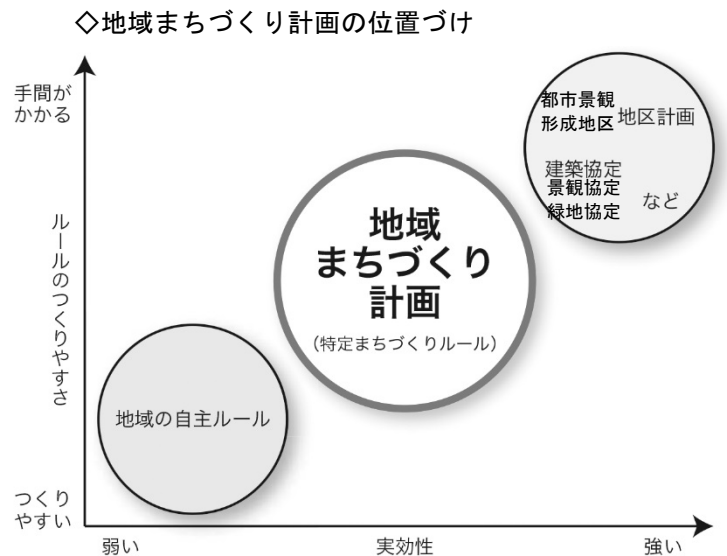 ◇地域まちづくり計画の位置づけ
手間が
かかる
ルールのつくりやすさ
つくり
やすい
都市景観
形成地区
地区計画
建築協定
景観協定
緑地協定
など
地域
まちづくり
計画
（特定まちづくりルール）
地域の自主ルール
弱い
実効性
強い